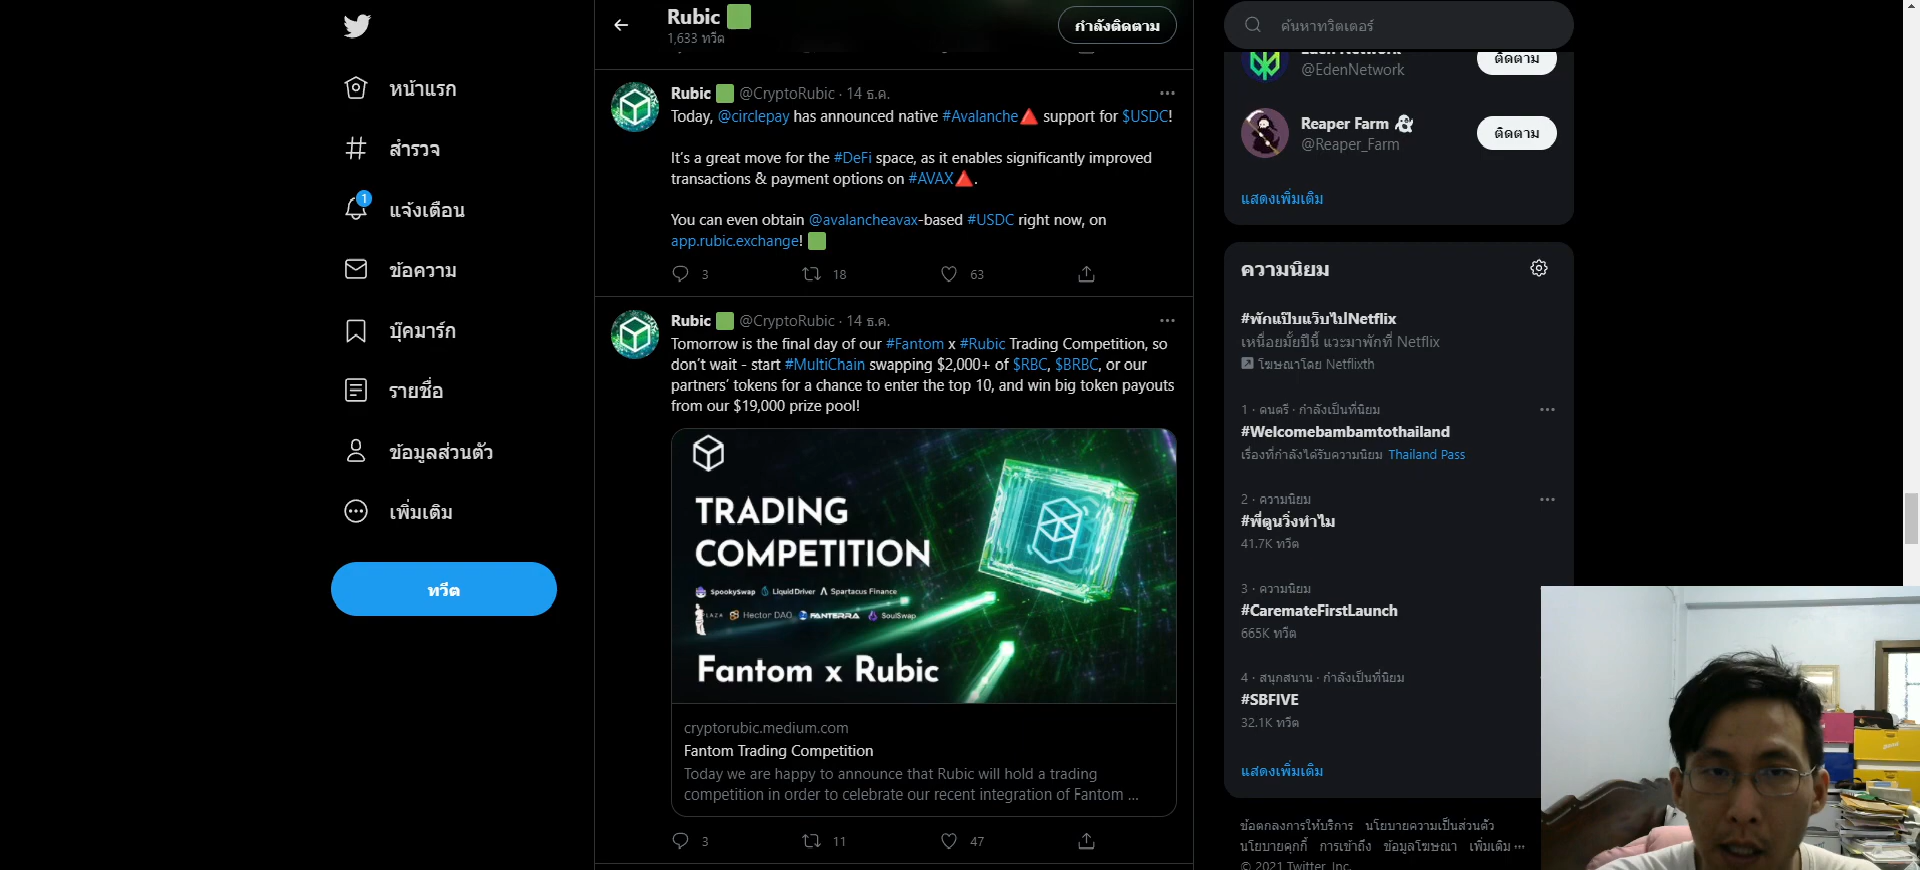 หน้าแรก
สำรวจ
1
แจ้งเตือน
ข้อความ
บุ๊คมาร์ก
รายชื่อ
ข้อมูลส่วนตัว
เพิ่มเติม
ทวีต
Rubic
1,633 ทวีต
กำลังติดตาม
Rubic @CryptoRubic · 14 ธ.ค.
Today, @circlepay has announced native #Avalanche🔺 support for $USDC!
It's a great move for the #DeFi space, as it enables significantly improved
transactions & payment options on #AVAX🔺.
You can even obtain @avalancheavax-based #USDC right now, on
app.rubic.exchange!
3 18 63
Rubic @CryptoRubic · 14 ธ.ค.
Tomorrow is the final day of our #Fantom x #Rubic Trading Competition, so
don't wait - start #MultiChain swapping $2,000+ of $RBC, $BRBC, or our
partners' tokens for a chance to enter the top 10, and win big token payouts
from our $19,000 prize pool!
TRADING
COMPETITION
SpookySwap LiquidDriver Spartacus Finance
Hector DAO FANTERRA SoulSwap
Fantom x Rubic
cryptorubic.medium.com
Fantom Trading Competition
Today we are happy to announce that Rubic will hold a trading
competition in order to celebrate our recent integration of Fantom ...
3 11 47
ค้นหาทวิตเตอร์
@EdenNetwork
ติดตาม
Reaper Farm
@Reaper_Farm
ติดตาม
แสดงเพิ่มเติม
ความนิยม
#พักแป๊บแว็บไปNetflix
เหนื่อยมั้ยปีนี้ แวะมาพักที่ Netflix
โฆษณาโดย Netflixth
1 · ดนตรี · กำลังเป็นที่นิยม
#Welcomebambamtothailand
เรื่องที่กำลังได้รับความนิยม Thailand Pass
2 · ความนิยม
#พี่ตูนวิ่งทำไม
41.7K ทวีต
3 · ความนิยม
#CaremateFirstLaunch
665K ทวีต
4 · สนุกสนาน · กำลังเป็นที่นิยม
#SBFIVE
32.1K ทวีต
แสดงเพิ่มเติม
ข้อตกลงการให้บริการ นโยบายความเป็นส่วนตัว
นโยบายคุกกี้ การเข้าถึง ข้อมูลโฆษณา เพิ่มเติม ···
© 2021 Twitter, Inc.